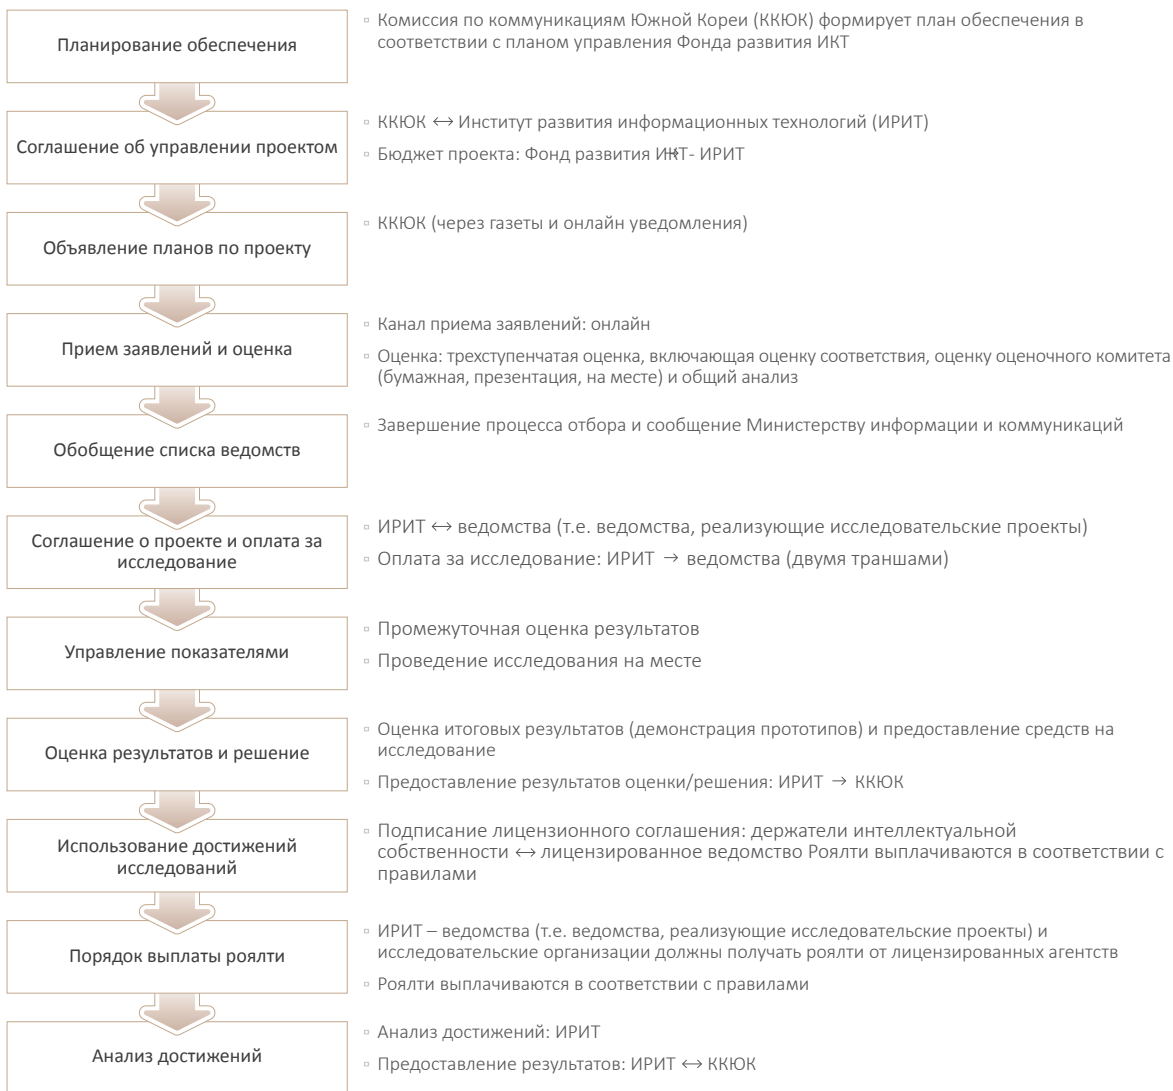 Планирование обеспечения
▫ Комиссия по коммуникациям Южной Кореи (ККЮК) формирует план обеспечения в
соответствии с планом управления Фонда развития ИКТ
Соглашение об управлении проектом
▫ ККЮК ↔ Институт развития информационных технологий (ИРИТ)
▫ Бюджет проекта: Фонд развития ИКТ- ИРИТ
Объявление планов по проекту
▫ ККЮК (через газеты и онлайн уведомления)
Прием заявлений и оценка
▫ Канал приема заявлений: онлайн
▫ Оценка: трехступенчатая оценка, включающая оценку соответствия, оценку оценочного комитета
(бумажная, презентация, на месте) и общий анализ
Обобщение списка ведомств
▫ Завершение процесса отбора и сообщение Министерству информации и коммуникаций
Соглашение о проекте и оплата за
исследование
▫ ИРИТ ↔ ведомства (т.е. ведомства, реализующие исследовательские проекты)
▫ Оплата за исследование: ИРИТ → ведомства (двумя траншами)
Управление показателями
▫ Промежуточная оценка результатов
▫ Проведение исследования на месте
Оценка результатов и решение
▫ Оценка итоговых результатов (демонстрация прототипов) и предоставление средств на
исследование
▫ Предоставление результатов оценки/решения: ИРИТ → ККЮК
Использование достижений
исследований
▫ Подписание лицензионного соглашения: держатели интеллектуальной
собственности ↔ лицензированное ведомство Роялти выплачиваются в соответствии с
правилами
Порядок выплаты роялти
▫ ИРИТ – ведомства (т.е. ведомства, реализующие исследовательские проекты) и
исследовательские организации должны получать роялти от лицензированных агентств
▫ Роялти выплачиваются в соответствии с правилами
Анализ достижений
▫ Анализ достижений: ИРИТ
▫ Предоставление результатов: ИРИТ ↔ ККЮК